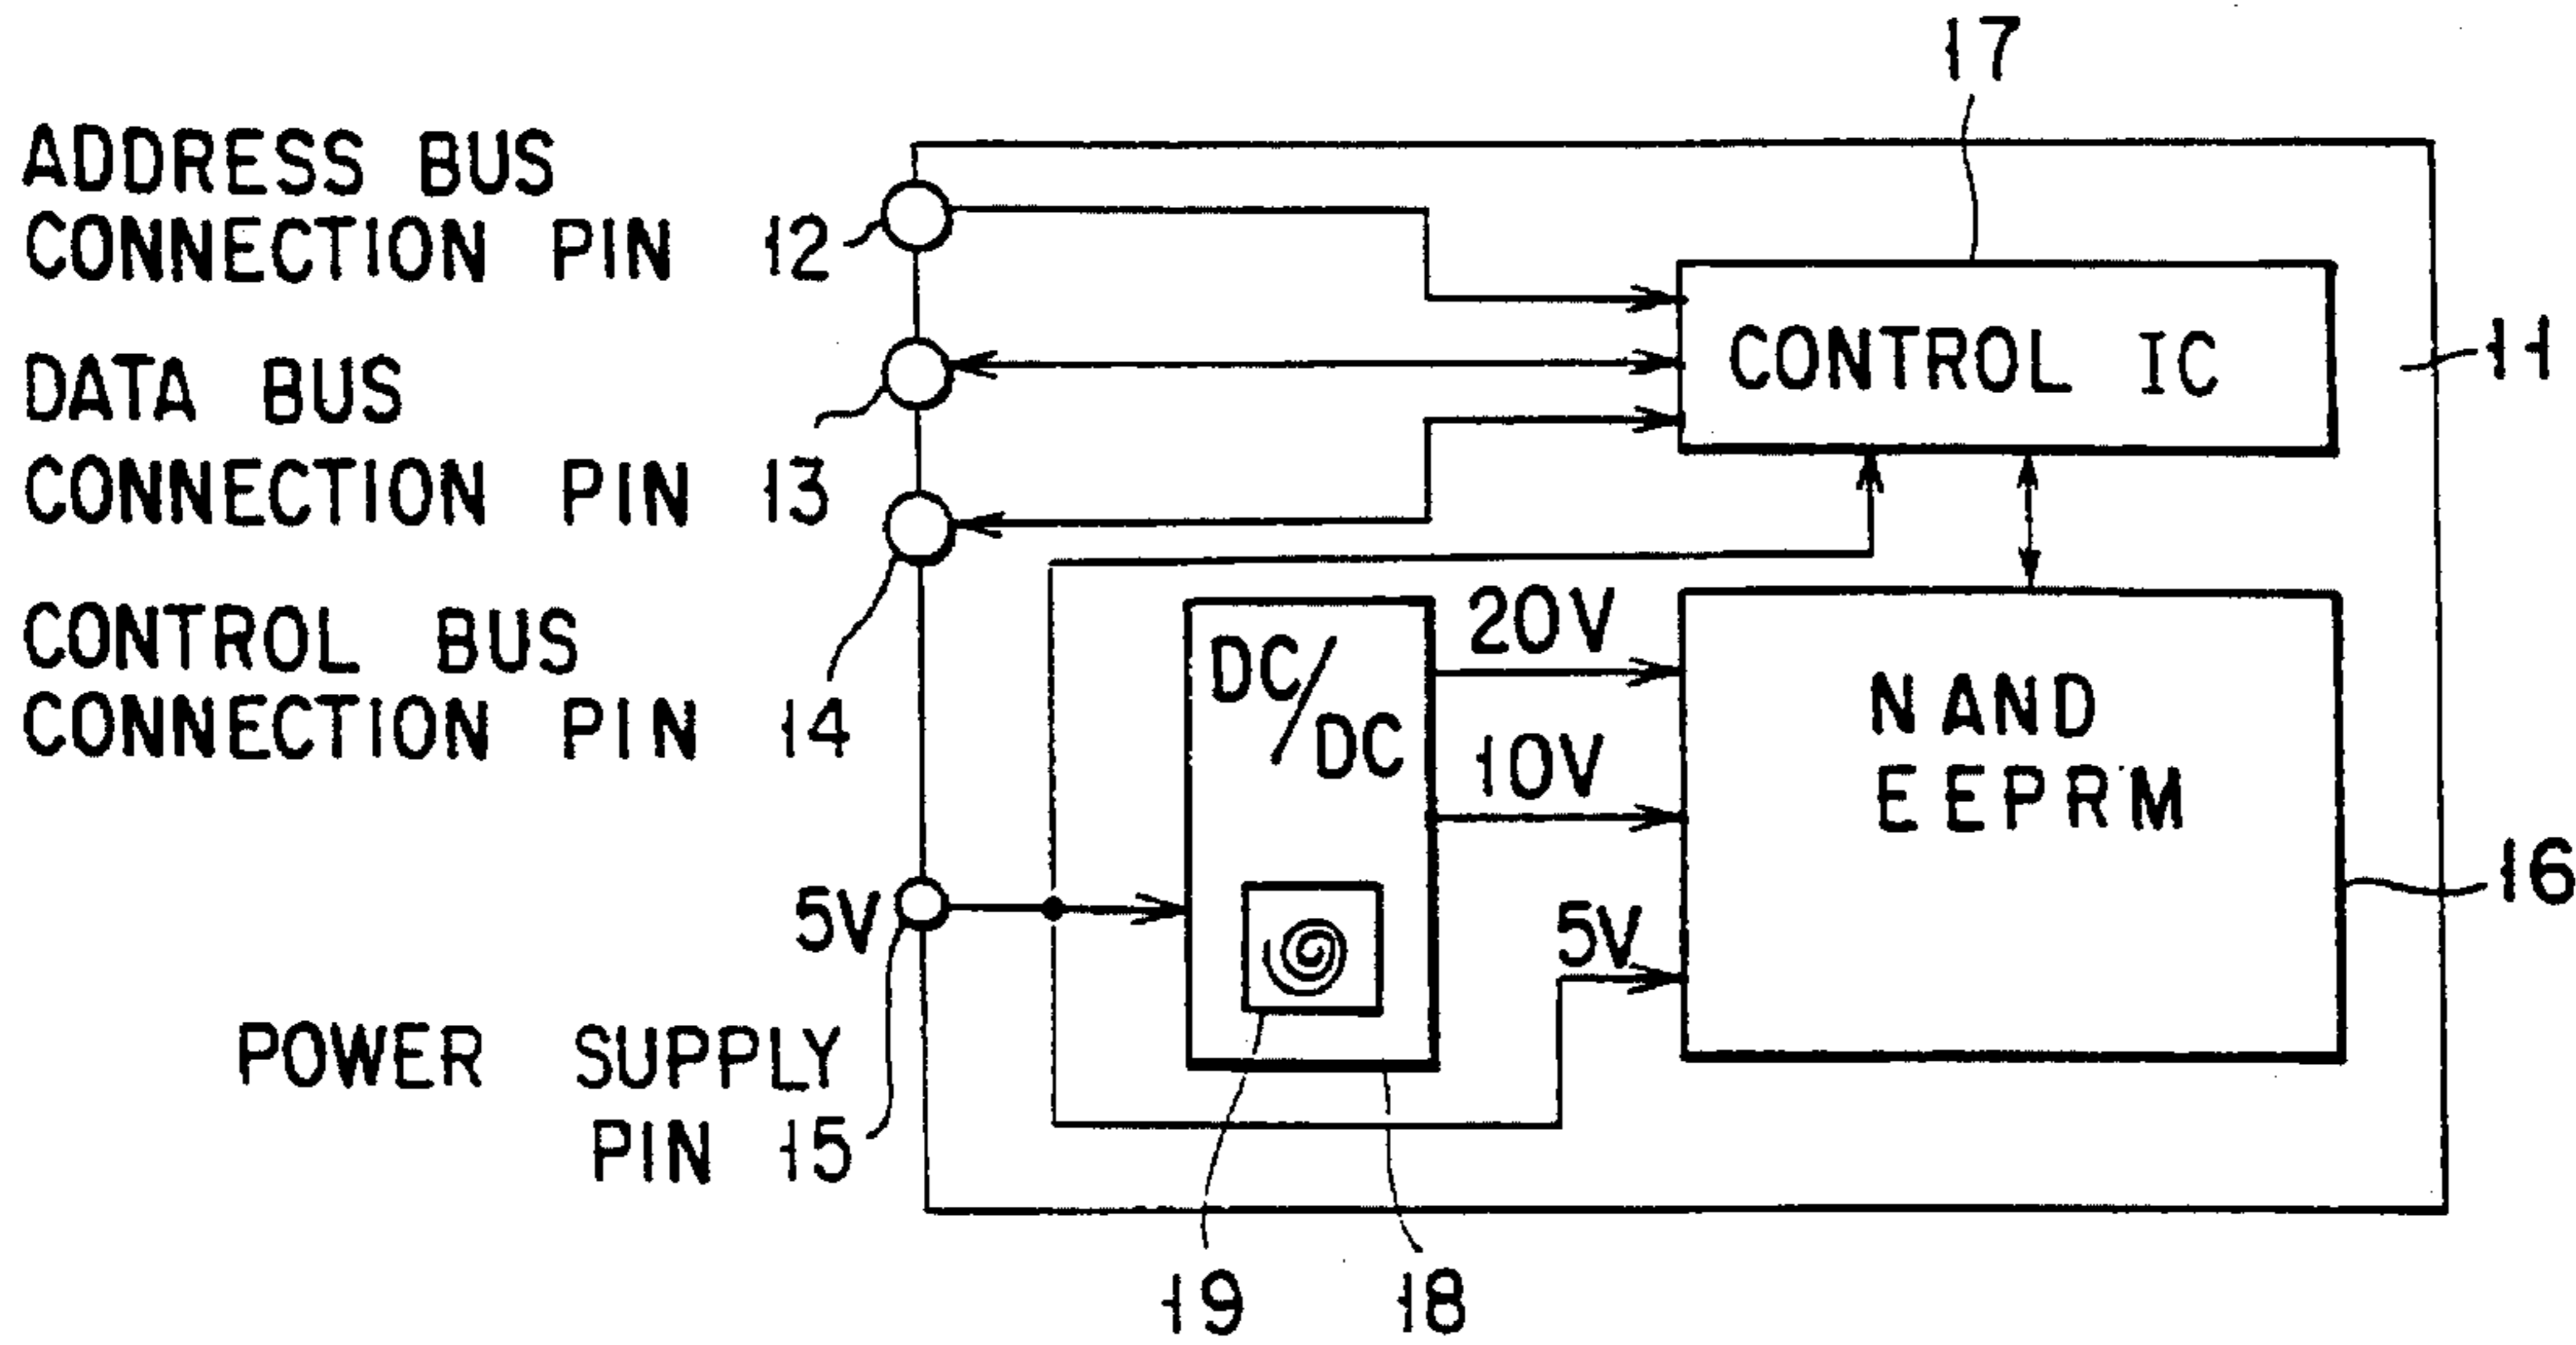 17
ADDRESS BUS
CONNECTION PIN 12
DATA BUS
CONNECTION PIN 13
CONTROL BUS
CONNECTION PIN 14
5V
POWER SUPPLY
PIN 15
CONTROL IC
11
DC/
DC
20V
10V
5V
NAND
EEPRM
16
19
18